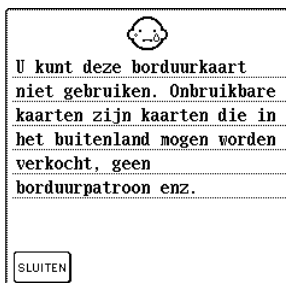 U kunt deze borduurkaart
niet gebruiken. Onbruikbare
kaarten zijn kaarten die in
het buitenland mogen worden
verkocht, geen
borduurpatroon enz.
SLUITEN